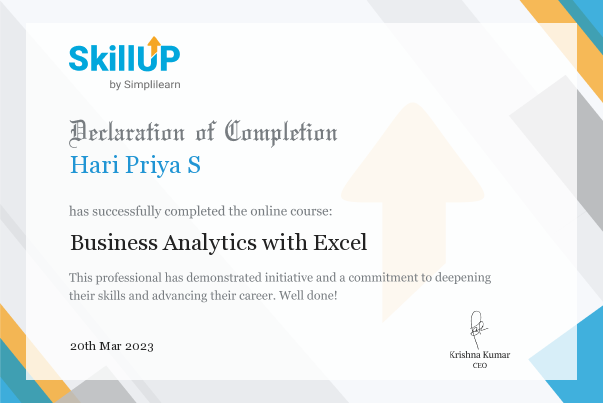 SkillUP
by Simplilearn
Declaration of Completion
Hari Priya S
has successfully completed the online course:
Business Analytics with Excel
This professional has demonstrated initiative and a commitment to deepening
their skills and advancing their career. Well done!
20th Mar 2023
Krishna Kumar
CEO